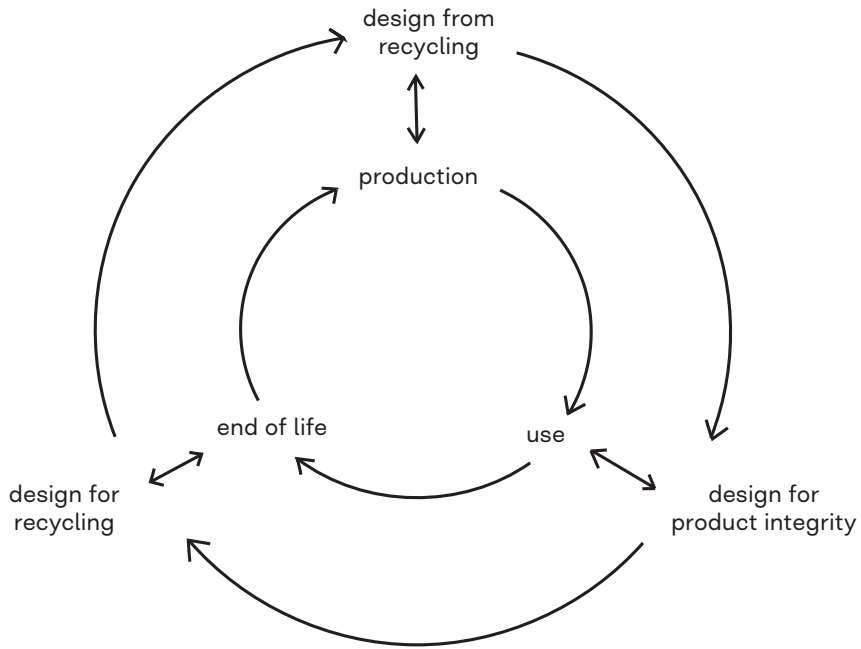 design from
recycling
production
end of life
use
design for
recycling
design for
product integrity